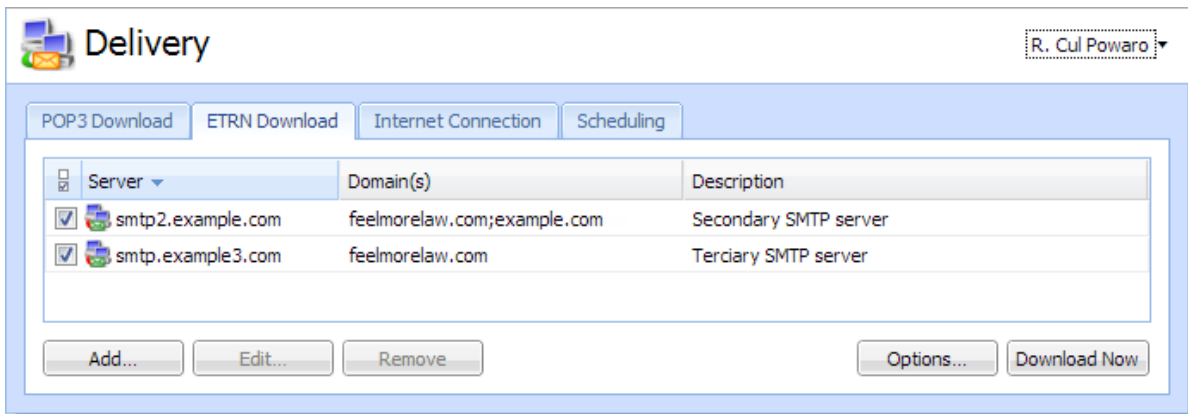 Delivery
R. Cul Powaro
POP3 Download ETRN Download Internet Connection Scheduling
Server Domain(s) Description
smtp2.example.com feelmorelaw.com;example.com Secondary SMTP server
smtp.example3.com feelmorelaw.com Terciary SMTP server
Add... Edit... Remove Options... Download Now